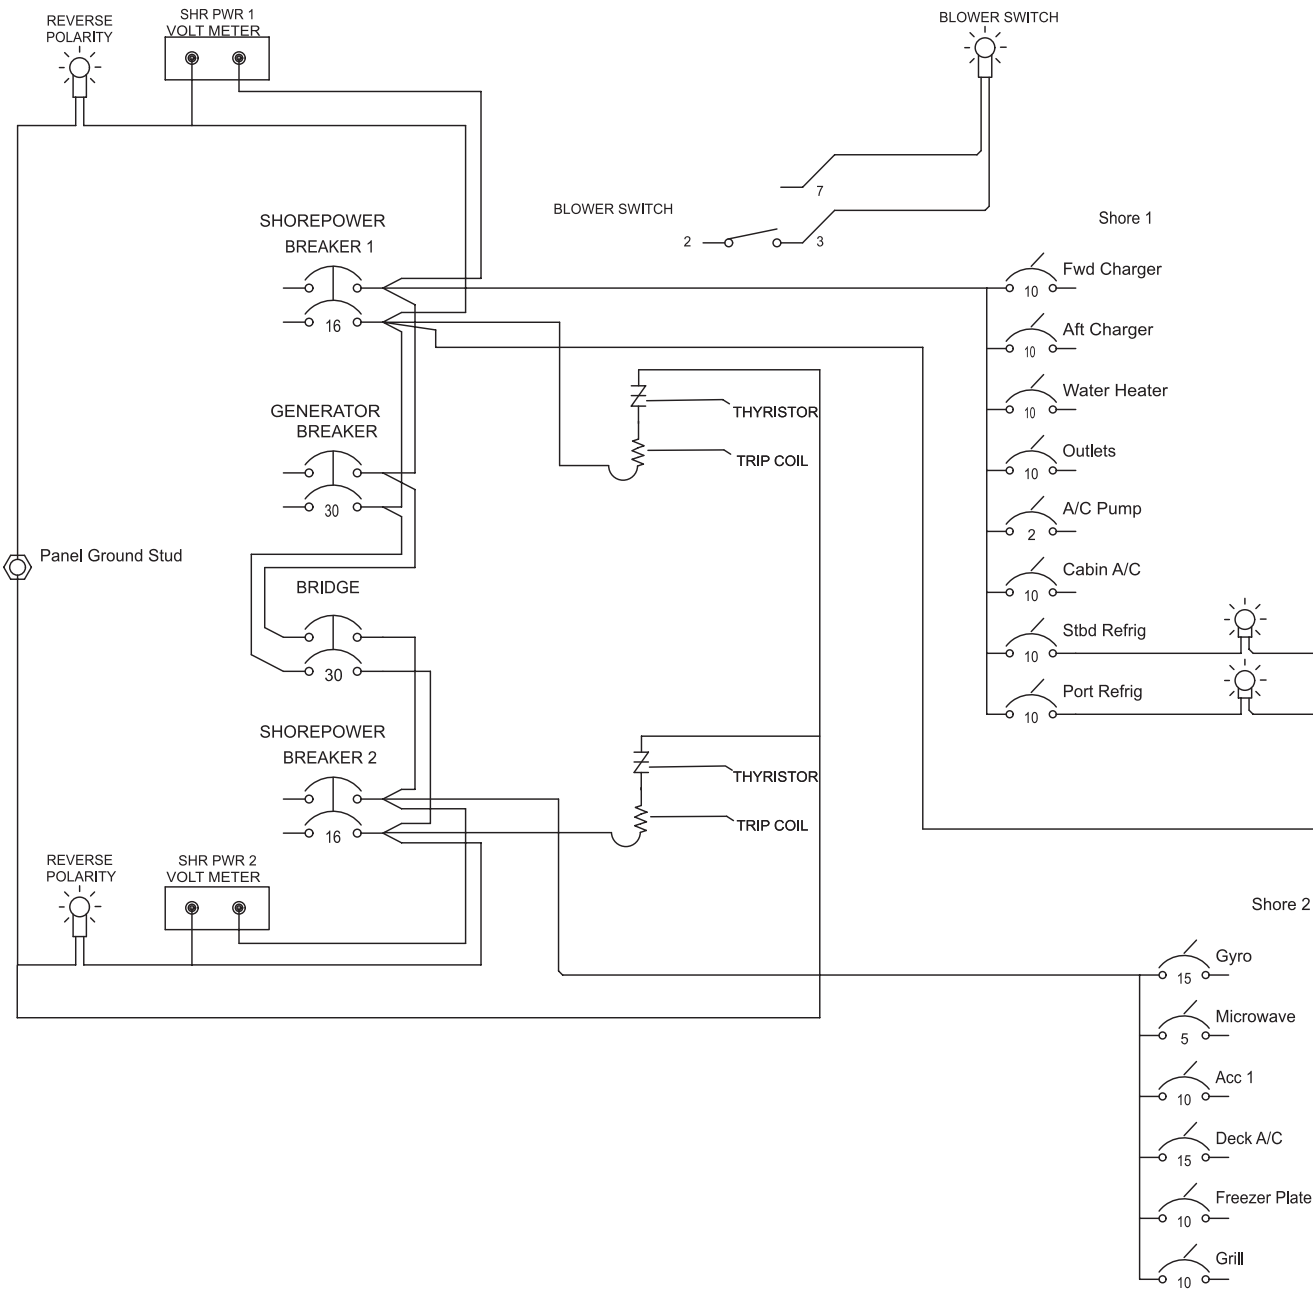 REVERSE
POLARITY
SHR PWR 1
VOLT METER
BLOWER SWITCH
7
BLOWER SWITCH
2
3
SHOREPOWER
BREAKER 1
16
Shore 1
Fwd Charger
10
Aft Charger
10
Water Heater
10
Outlets
10
A/C Pump
2
Cabin A/C
10
Stbd Refrig
10
Port Refrig
10
THYRISTOR
TRIP COIL
GENERATOR
BREAKER
30
Panel Ground Stud
BRIDGE
30
SHOREPOWER
BREAKER 2
16
THYRISTOR
TRIP COIL
REVERSE
POLARITY
SHR PWR 2
VOLT METER
Shore 2
Gyro
15
Microwave
5
Acc 1
10
Deck A/C
15
Freezer Plate
10
Grill
10